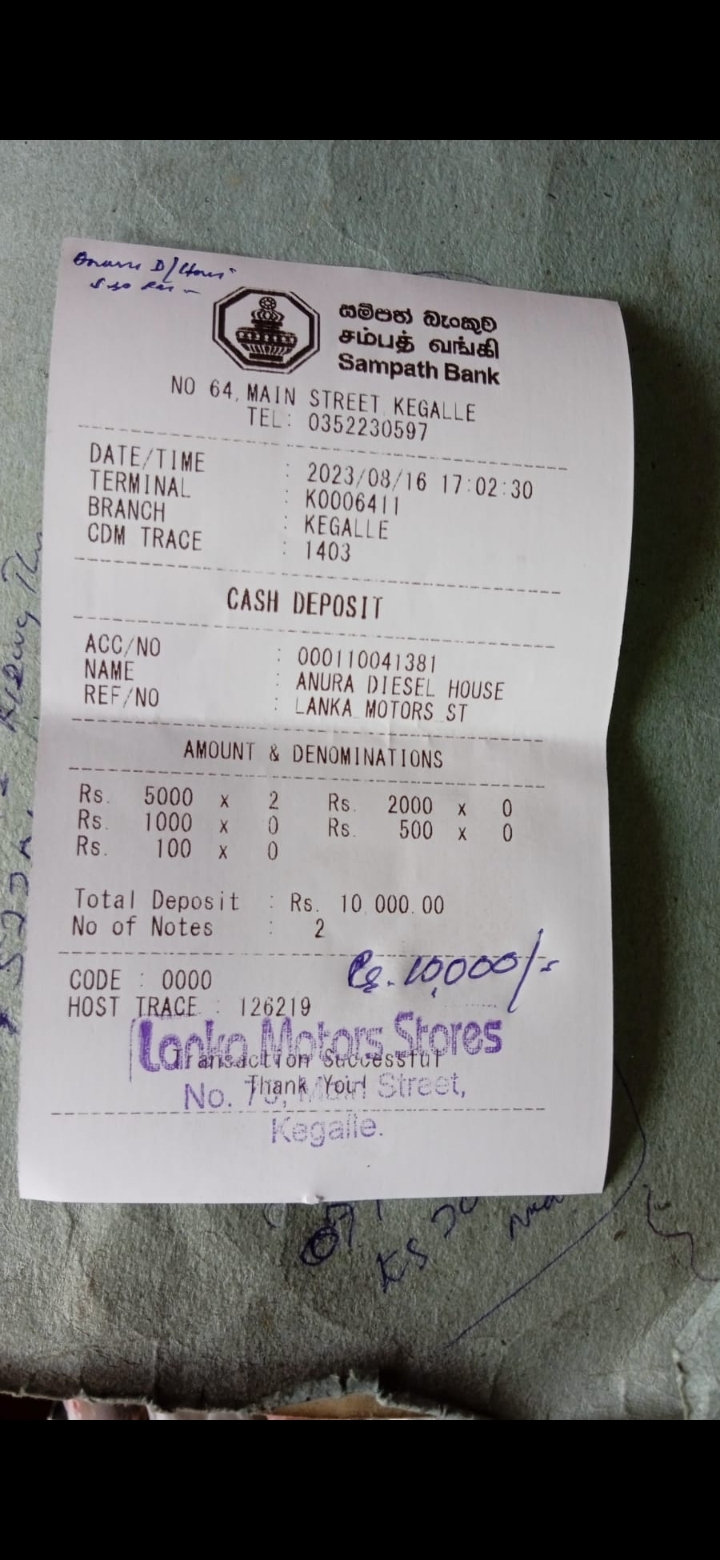 සම්පත් බැංකුව
சம்பத் வங்கி
Sampath Bank
NO 64, MAIN STREET KEGALLE
TEL: 0352230597
DATE/TIME : 2023/08/16 17:02:30
TERMINAL : K0006411
BRANCH : KEGALLE
CDM TRACE : 1403
CASH DEPOSIT
ACC/NO : 000110041381
NAME : ANURA DIESEL HOUSE
REF/NO : LANKA MOTORS ST
AMOUNT & DENOMINATIONS
Rs. 5000 x 2 Rs. 2000 x 0
Rs. 1000 x 0 Rs. 500 x 0
Rs. 100 x 0
Total Deposit : Rs. 10,000.00
No of Notes : 2
Rs. 10,000/=
CODE : 0000
HOST TRACE : 126219
Lanka Motors Stores
Transaction Successful
Thank You!
No. Main Street,
Kegalle.